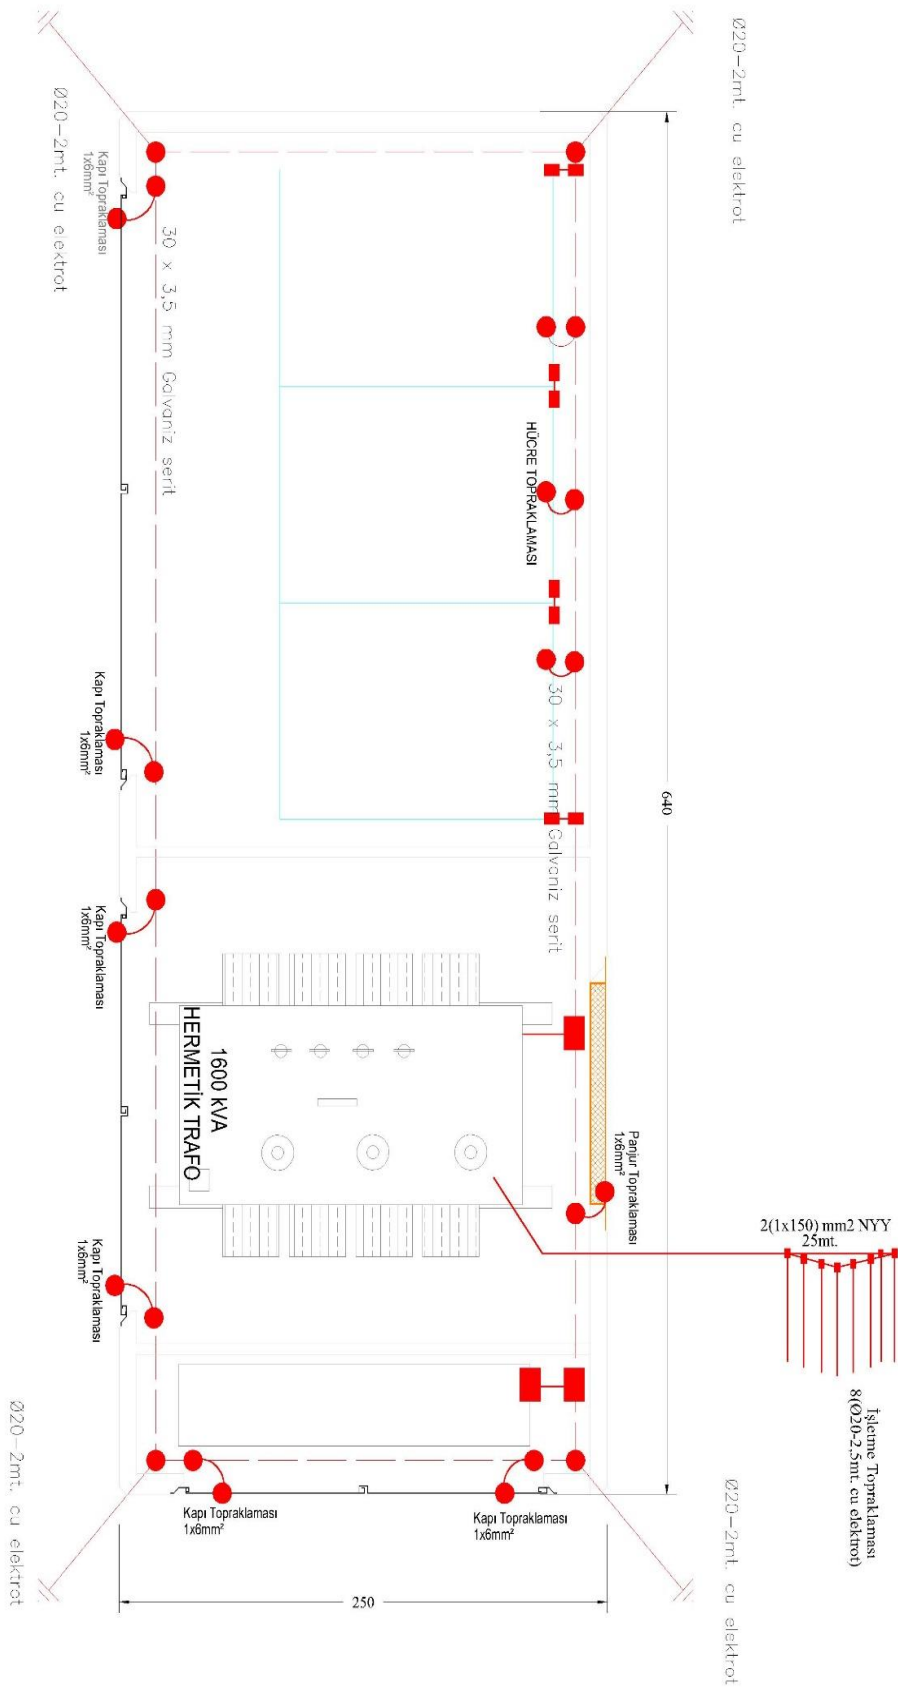 Ø20-2mt. cu elektrot
Ø20-2mt. cu elektrot
Kapı Topraklaması
1x6mm²
30 x 3,5 mm Galvaniz serit
HÜCRE TOPRAKLAMASI
30 x 3,5 mm Galvaniz serit
640
Kapı Topraklaması
1x6mm²
Kapı Topraklaması
1x6mm²
1600 kVA
HERMETİK TRAFO
Panjur Topraklaması
1x6mm²
2(1x150) mm2 NYY
25mt.
Kapı Topraklaması
1x6mm²
İşletme Topraklaması
8(Ø20-2,5mt. cu elektrot)
Kapı Topraklaması
1x6mm²
Kapı Topraklaması
1x6mm²
250
Ø20-2mt. cu elektrot
Ø20-2mt. cu elektrot